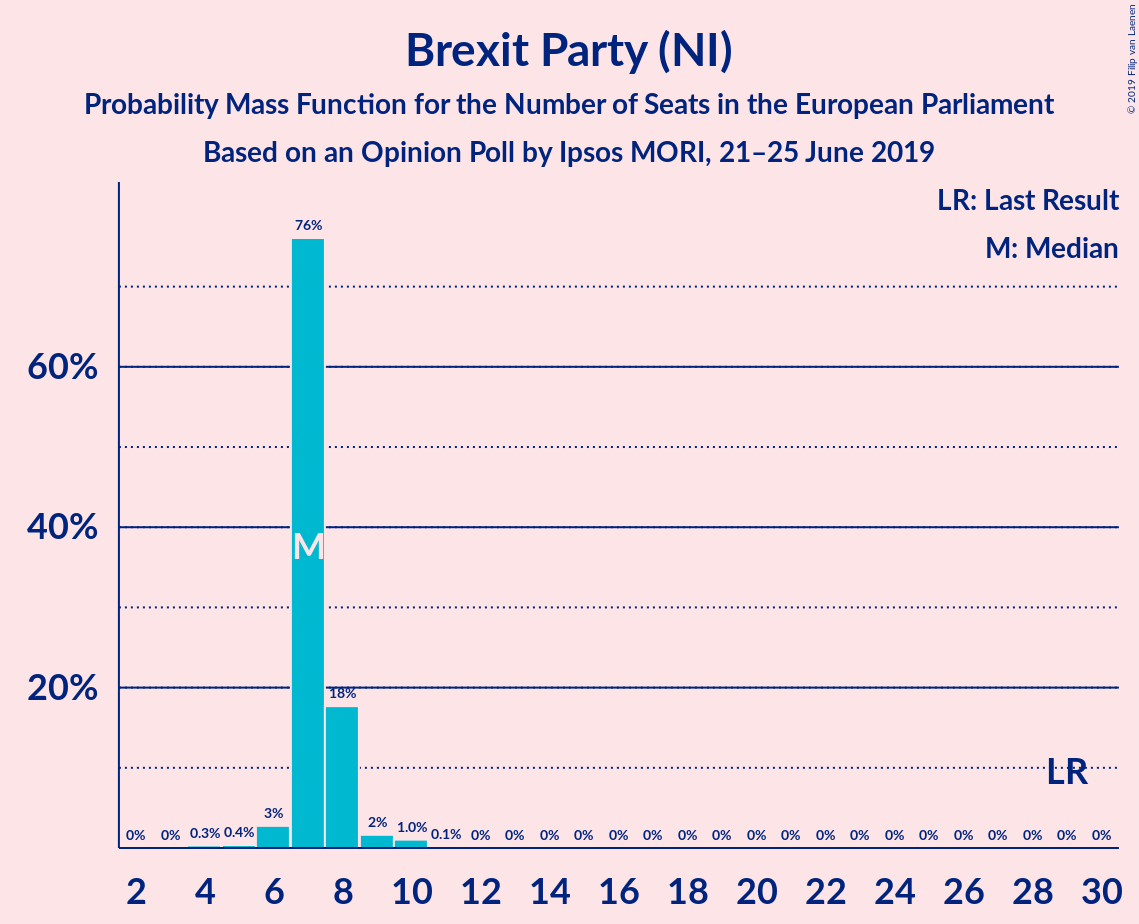 © 2019 Filip van Laenen
Brexit Party (NI)
Probability Mass Function for the Number of Seats in the European Parliament
Based on an Opinion Poll by Ipsos MORI, 21–25 June 2019
LR: Last Result
M: Median
76%
60%
40%
M
20%
18%
LR
3%
2%
0% 0% 0.3% 0.4% 1.0% 0.1% 0% 0% 0% 0% 0% 0% 0% 0% 0% 0% 0% 0% 0% 0% 0% 0% 0% 0% 0%
2 4 6 8 10 12 14 16 18 20 22 24 26 28 30